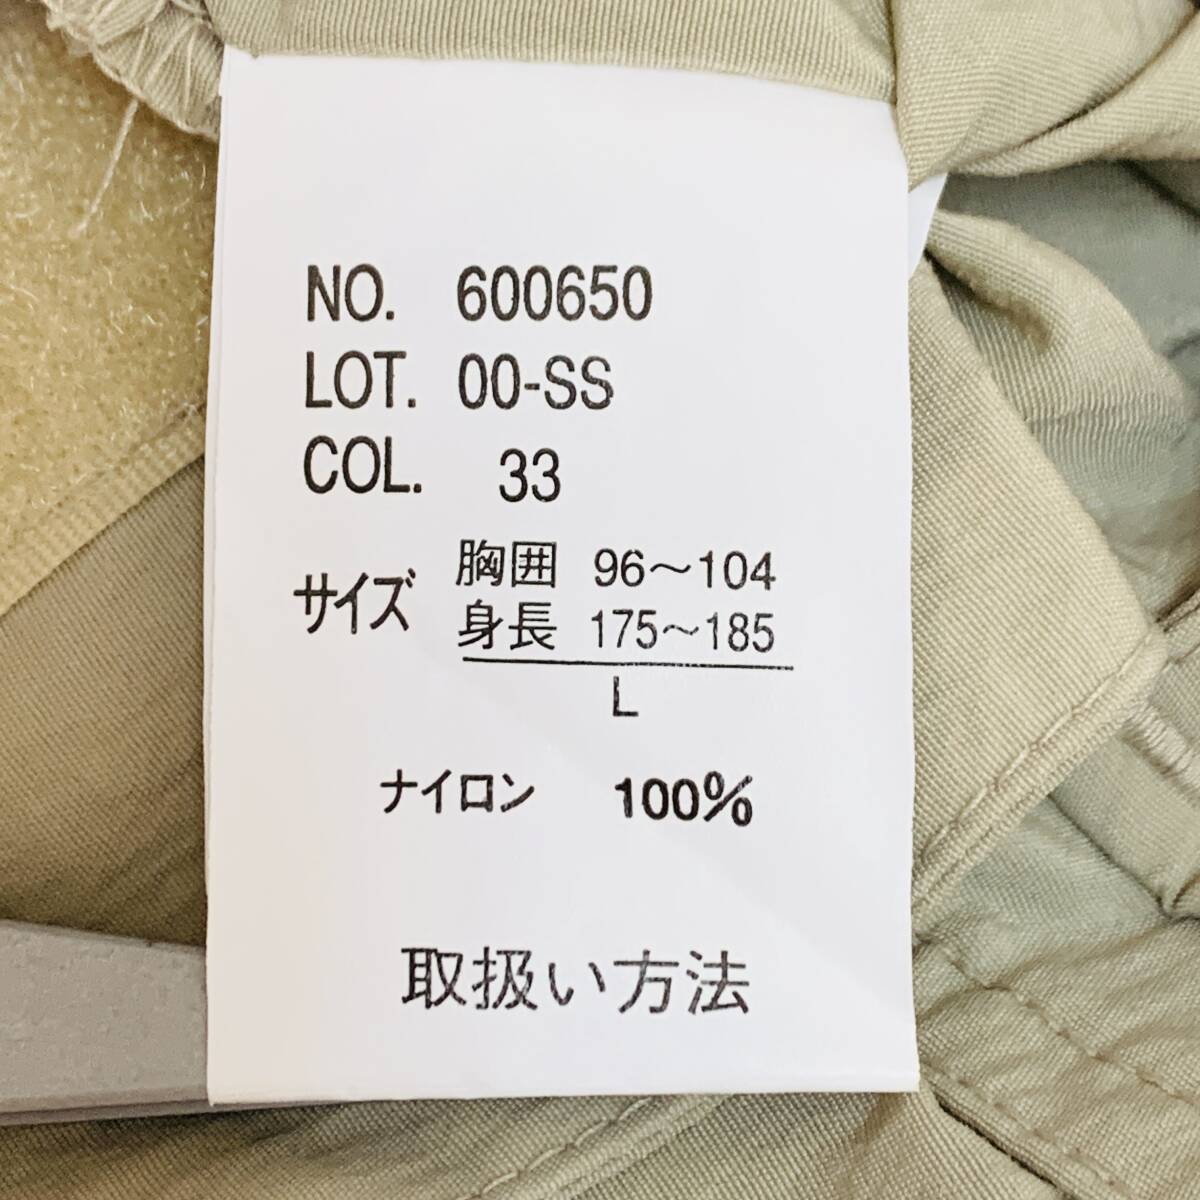 NO. 600650
LOT. 00-SS
COL. 33
サイズ 胸囲 96〜104
身長 175〜185
L
ナイロン 100%
取扱い方法